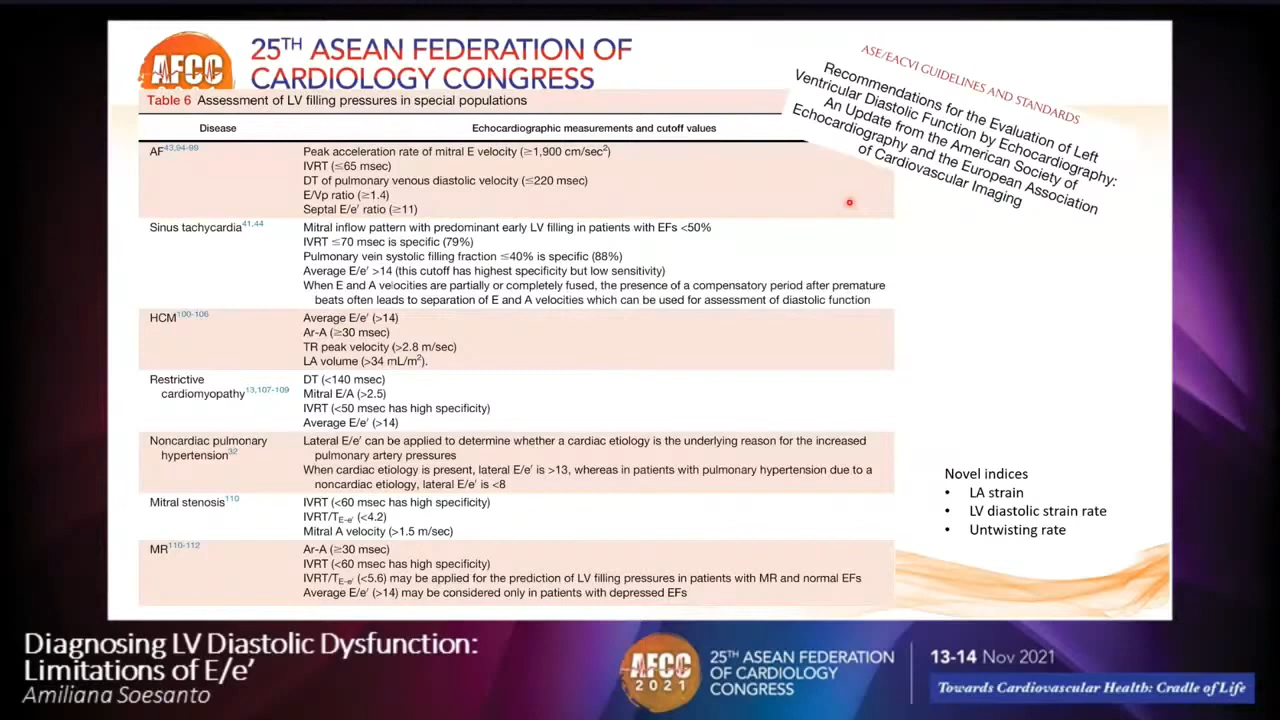 AFCC
25TH ASEAN FEDERATION OF
CARDIOLOGY CONGRESS
ASE/EACVI GUIDELINES AND STANDARDS
Recommendations for the Evaluation of Left
Ventricular Diastolic Function by Echocardiography:
An Update from the American Society of
Echocardiography and the European Association
of Cardiovascular Imaging
Table 6 Assessment of LV filling pressures in special populations
Disease Echocardiographic measurements and cutoff values
AF43,94-99 Peak acceleration rate of mitral E velocity (≥1,900 cm/sec2)
IVRT (≤65 msec)
DT of pulmonary venous diastolic velocity (≤220 msec)
E/Vp ratio (≥1.4)
Septal E/e′ ratio (≥11)
Sinus tachycardia41,44 Mitral inflow pattern with predominant early LV filling in patients with EFs <50%
IVRT ≤70 msec is specific (79%)
Pulmonary vein systolic filling fraction ≤40% is specific (88%)
Average E/e′ >14 (this cutoff has highest specificity but low sensitivity)
When E and A velocities are partially or completely fused, the presence of a compensatory period after premature
beats often leads to separation of E and A velocities which can be used for assessment of diastolic function
HCM100-106 Average E/e′ (>14)
Ar-A (≥30 msec)
TR peak velocity (>2.8 m/sec)
LA volume (>34 mL/m2).
Restrictive DT (<140 msec)
cardiomyopathy13,107-109 Mitral E/A (>2.5)
IVRT (<50 msec has high specificity)
Average E/e′ (>14)
Noncardiac pulmonary Lateral E/e′ can be applied to determine whether a cardiac etiology is the underlying reason for the increased
hypertension32 pulmonary artery pressures
When cardiac etiology is present, lateral E/e′ is >13, whereas in patients with pulmonary hypertension due to a
noncardiac etiology, lateral E/e′ is <8
Mitral stenosis110 IVRT (<60 msec has high specificity)
IVRT/TE-e′ (<4.2)
Mitral A velocity (>1.5 m/sec)
MR110-112 Ar-A (≥30 msec)
IVRT (<60 msec has high specificity)
IVRT/TE-e′ (<5.6) may be applied for the prediction of LV filling pressures in patients with MR and normal EFs
Average E/e′ (>14) may be considered only in patients with depressed EFs
Novel indices
• LA strain
• LV diastolic strain rate
• Untwisting rate
Diagnosing LV Diastolic Dysfunction:
Limitations of E/e’
Amiliana Soesanto
AFCC
2021
25TH ASEAN FEDERATION
OF CARDIOLOGY
CONGRESS
13-14 Nov 2021
Towards Cardiovascular Health: Cradle of Life